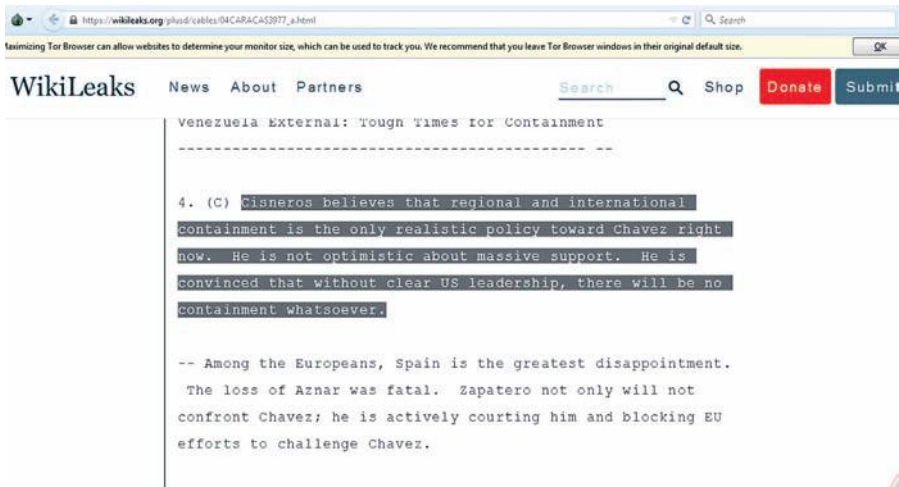 https://wikileaks.org/plusd/cables/04CARACAS3977_a.html
Search
Maximizing Tor Browser can allow websites to determine your monitor size, which can be used to track you. We recommend that you leave Tor Browser windows in their original default size.
OK
WikiLeaks News About Partners Search Shop Donate Submit
Venezuela External: Tough Times for Containment
--------------------------------------------- --
4. (C) Cisneros believes that regional and international
containment is the only realistic policy toward Chavez right
now. He is not optimistic about massive support. He is
convinced that without clear US leadership, there will be no
containment whatsoever.
-- Among the Europeans, Spain is the greatest disappointment.
The loss of Aznar was fatal. Zapatero not only will not
confront Chavez; he is actively courting him and blocking EU
efforts to challenge Chavez.